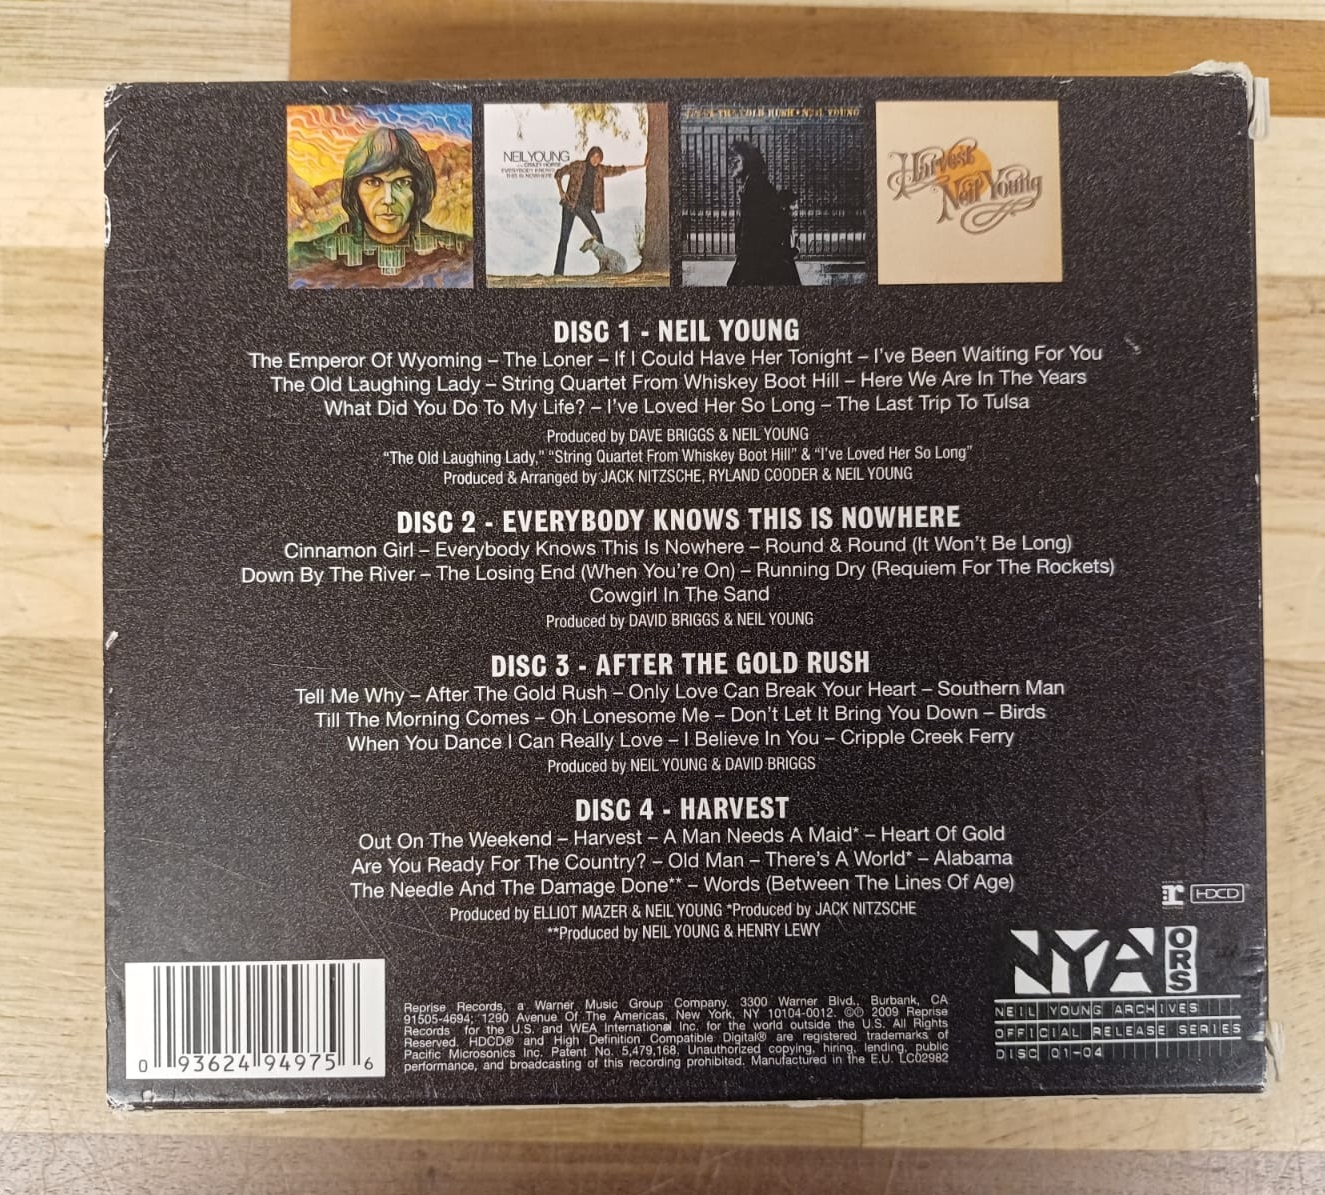 NEIL YOUNG
CRAZY HORSE
EVERYBODY KNOWS
THIS IS NOWHERE
AFTER THE GOLD RUSH • NEIL YOUNG
Harvest
Neil Young
DISC 1 - NEIL YOUNG
The Emperor Of Wyoming – The Loner – If I Could Have Her Tonight – I've Been Waiting For You
The Old Laughing Lady – String Quartet From Whiskey Boot Hill – Here We Are In The Years
What Did You Do To My Life? – I've Loved Her So Long – The Last Trip To Tulsa
Produced by DAVE BRIGGS & NEIL YOUNG
“The Old Laughing Lady,” “String Quartet From Whiskey Boot Hill” & “I've Loved Her So Long”
Produced & Arranged by JACK NITZSCHE, RYLAND COODER & NEIL YOUNG
DISC 2 - EVERYBODY KNOWS THIS IS NOWHERE
Cinnamon Girl – Everybody Knows This Is Nowhere – Round & Round (It Won't Be Long)
Down By The River – The Losing End (When You're On) – Running Dry (Requiem For The Rockets)
Cowgirl In The Sand
Produced by DAVID BRIGGS & NEIL YOUNG
DISC 3 - AFTER THE GOLD RUSH
Tell Me Why – After The Gold Rush – Only Love Can Break Your Heart – Southern Man
Till The Morning Comes – Oh Lonesome Me – Don't Let It Bring You Down – Birds
When You Dance I Can Really Love – I Believe In You – Cripple Creek Ferry
Produced by NEIL YOUNG & DAVID BRIGGS
DISC 4 - HARVEST
Out On The Weekend – Harvest – A Man Needs A Maid* – Heart Of Gold
Are You Ready For The Country? – Old Man – There's A World* – Alabama
The Needle And The Damage Done** – Words (Between The Lines Of Age)
Produced by ELLIOT MAZER & NEIL YOUNG *Produced by JACK NITZSCHE
**Produced by NEIL YOUNG & HENRY LEWY
r HDCD
NYA ORS
NEIL YOUNG ARCHIVES
OFFICIAL RELEASE SERIES
DISC 01-04
Reprise Records, a Warner Music Group Company. 3300 Warner Blvd., Burbank, CA
91505-4694; 1290 Avenue Of The Americas, New York, NY 10104-0012. ©℗ 2009 Reprise
Records for the U.S. and WEA International Inc. for the world outside the U.S. All Rights
Reserved. HDCD® and High Definition Compatible Digital® are registered trademarks of
Pacific Microsonics Inc. Patent No. 5,479,168. Unauthorized copying, hiring, lending, public
performance, and broadcasting of this recording prohibited. Manufactured in the E.U. LC02982
0 93624 94975 6